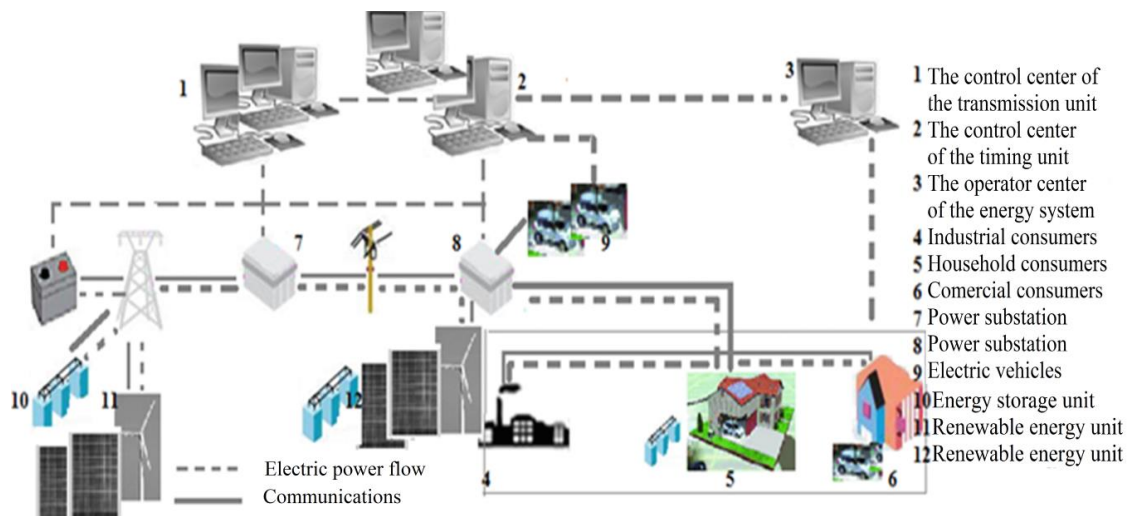 1
2
3
1 The control center of
the transmission unit
2 The control center
of the timing unit
3 The operator center
of the energy system
4 Industrial consumers
5 Household consumers
6 Comercial consumers
7 Power substation
8 Power substation
9 Electric vehicles
10 Energy storage unit
11 Renewable energy unit
12 Renewable energy unit
7
8
9
10
11
12
Electric power flow
Communications
4
5
6